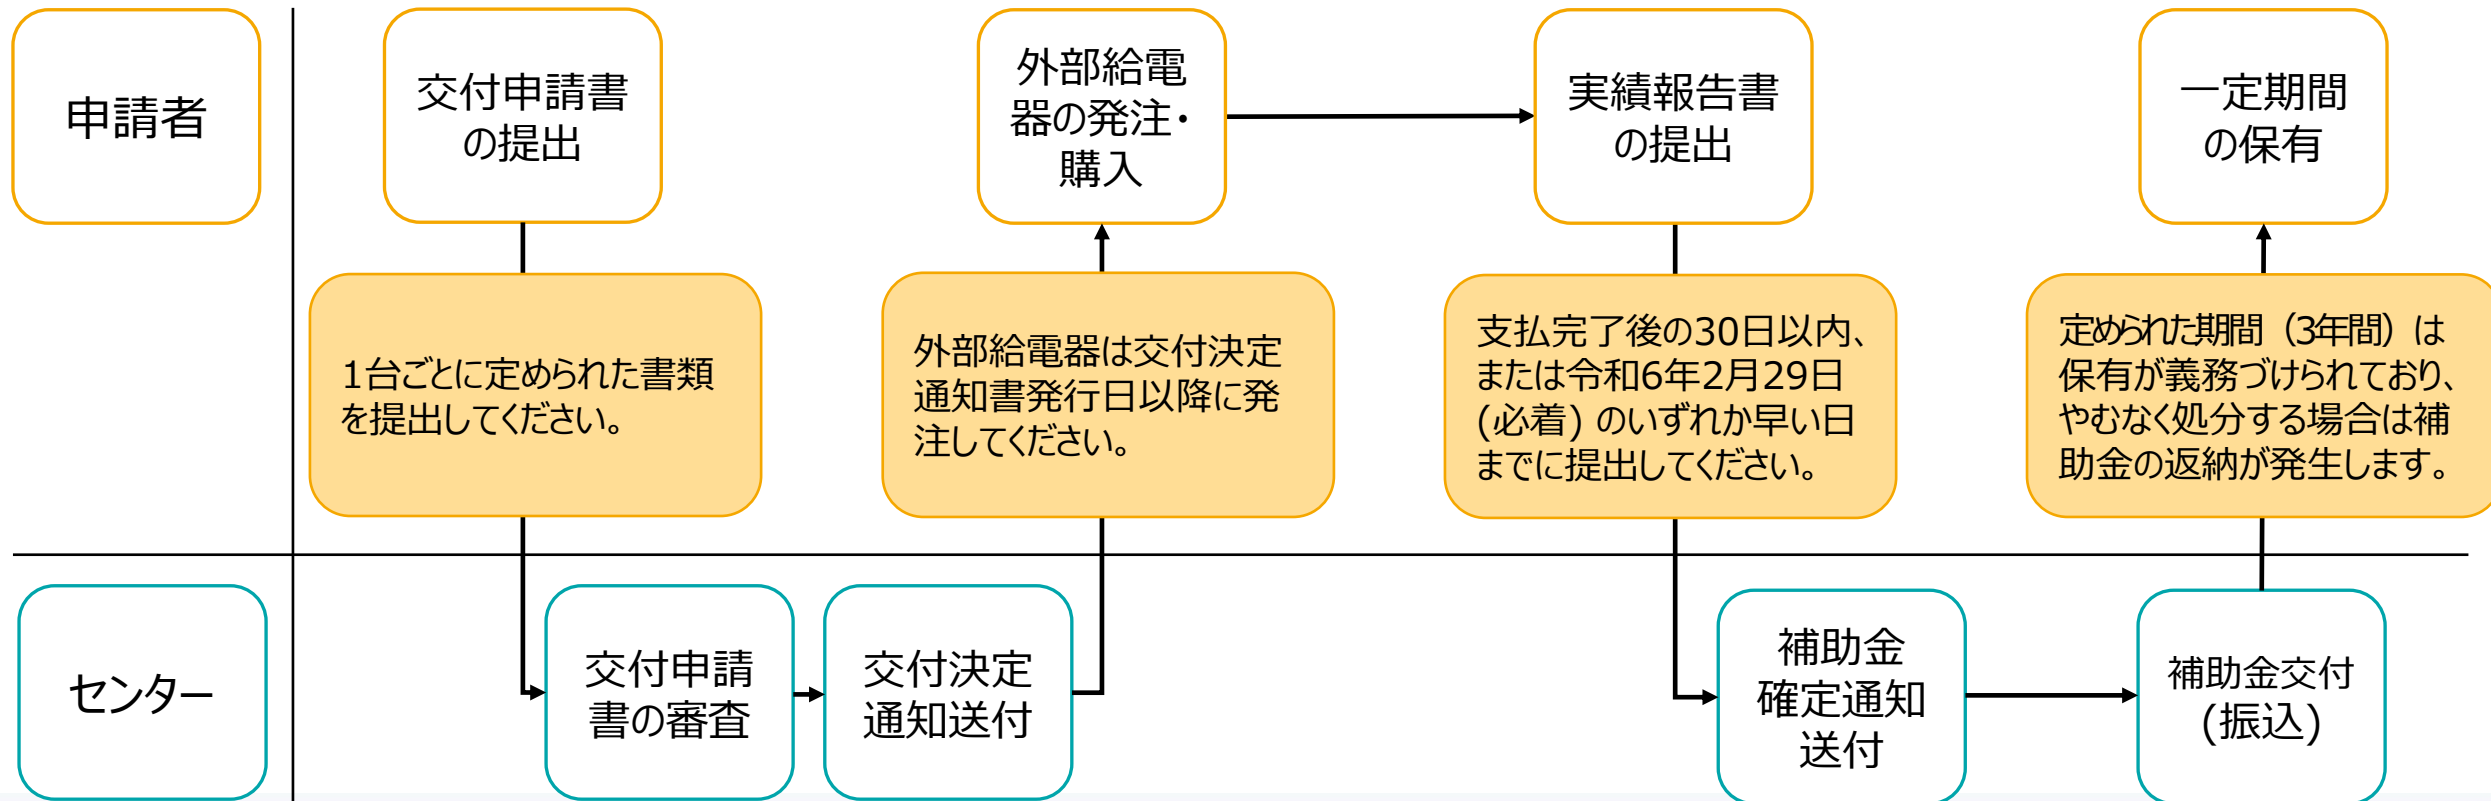 申請者
交付申請書
の提出
外部給電
器の発注・
購入
実績報告書
の提出
一定期間
の保有
1台ごとに定められた書類
を提出してください。
外部給電器は交付決定
通知書発行日以降に発
注してください。
支払完了後の30日以内、
または令和6年2月29日
(必着) のいずれか早い日
までに提出してください。
定められた期間（3年間）は
保有が義務づけられており、
やむなく処分する場合は補
助金の返納が発生します。
センター
交付申請
書の審査
交付決定
通知送付
補助金
確定通知
送付
補助金交付
(振込)